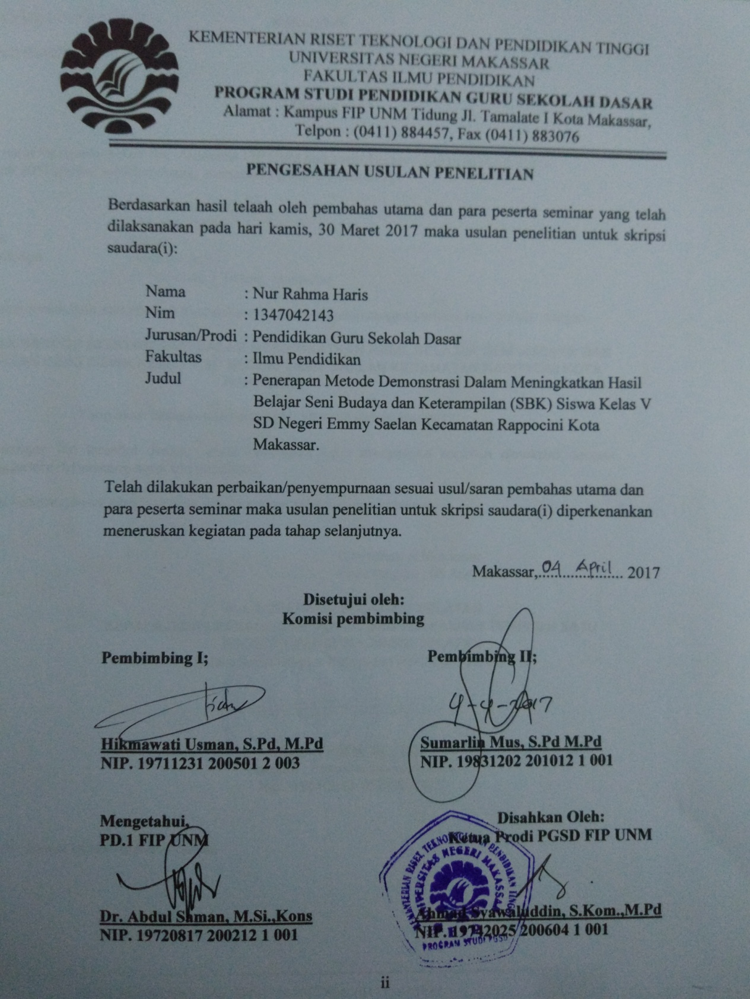 KEMENTERIAN RISET TEKNOLOGI DAN PENDIDIKAN TINGGI
UNIVERSITAS NEGERI MAKASSAR
FAKULTAS ILMU PENDIDIKAN
PROGRAM STUDI PENDIDIKAN GURU SEKOLAH DASAR
Alamat : Kampus FIP UNM Tidung Jl. Tamalate I Kota Makassar,
Telpon : (0411) 884457, Fax (0411) 883076
PENGESAHAN USULAN PENELITIAN
Berdasarkan hasil telaah oleh pembahas utama dan para peserta seminar yang telah
dilaksanakan pada hari kamis, 30 Maret 2017 maka usulan penelitian untuk skripsi
saudara(i):
Nama : Nur Rahma Haris
Nim : 1347042143
Jurusan/Prodi : Pendidikan Guru Sekolah Dasar
Fakultas : Ilmu Pendidikan
Judul : Penerapan Metode Demonstrasi Dalam Meningkatkan Hasil
Belajar Seni Budaya dan Keterampilan (SBK) Siswa Kelas V
SD Negeri Emmy Saelan Kecamatan Rappocini Kota
Makassar.
Telah dilakukan perbaikan/penyempurnaan sesuai usul/saran pembahas utama dan
para peserta seminar maka usulan penelitian untuk skripsi saudara(i) diperkenankan
meneruskan kegiatan pada tahap selanjutnya.
Makassar, 04 April 2017
Disetujui oleh:
Komisi pembimbing
Pembimbing I; Pembimbing II;
4-4-2017
Hikmawati Usman, S.Pd, M.Pd Sumarlin Mus, S.Pd M.Pd
NIP. 19711231 200501 2 003 NIP. 19831202 201012 1 001
Mengetahui, Disahkan Oleh:
PD.1 FIP UNM Ketua Prodi PGSD FIP UNM
UNIVERSITAS NEGERI MAKASSAR
Dr. Abdul Saman, M.Si.,Kons Ahmad Syawaluddin, S.Kom.,M.Pd
NIP. 19720817 200212 1 001 NIP. 19742025 200604 1 001
PROGRAM STUDI PGSD
ii